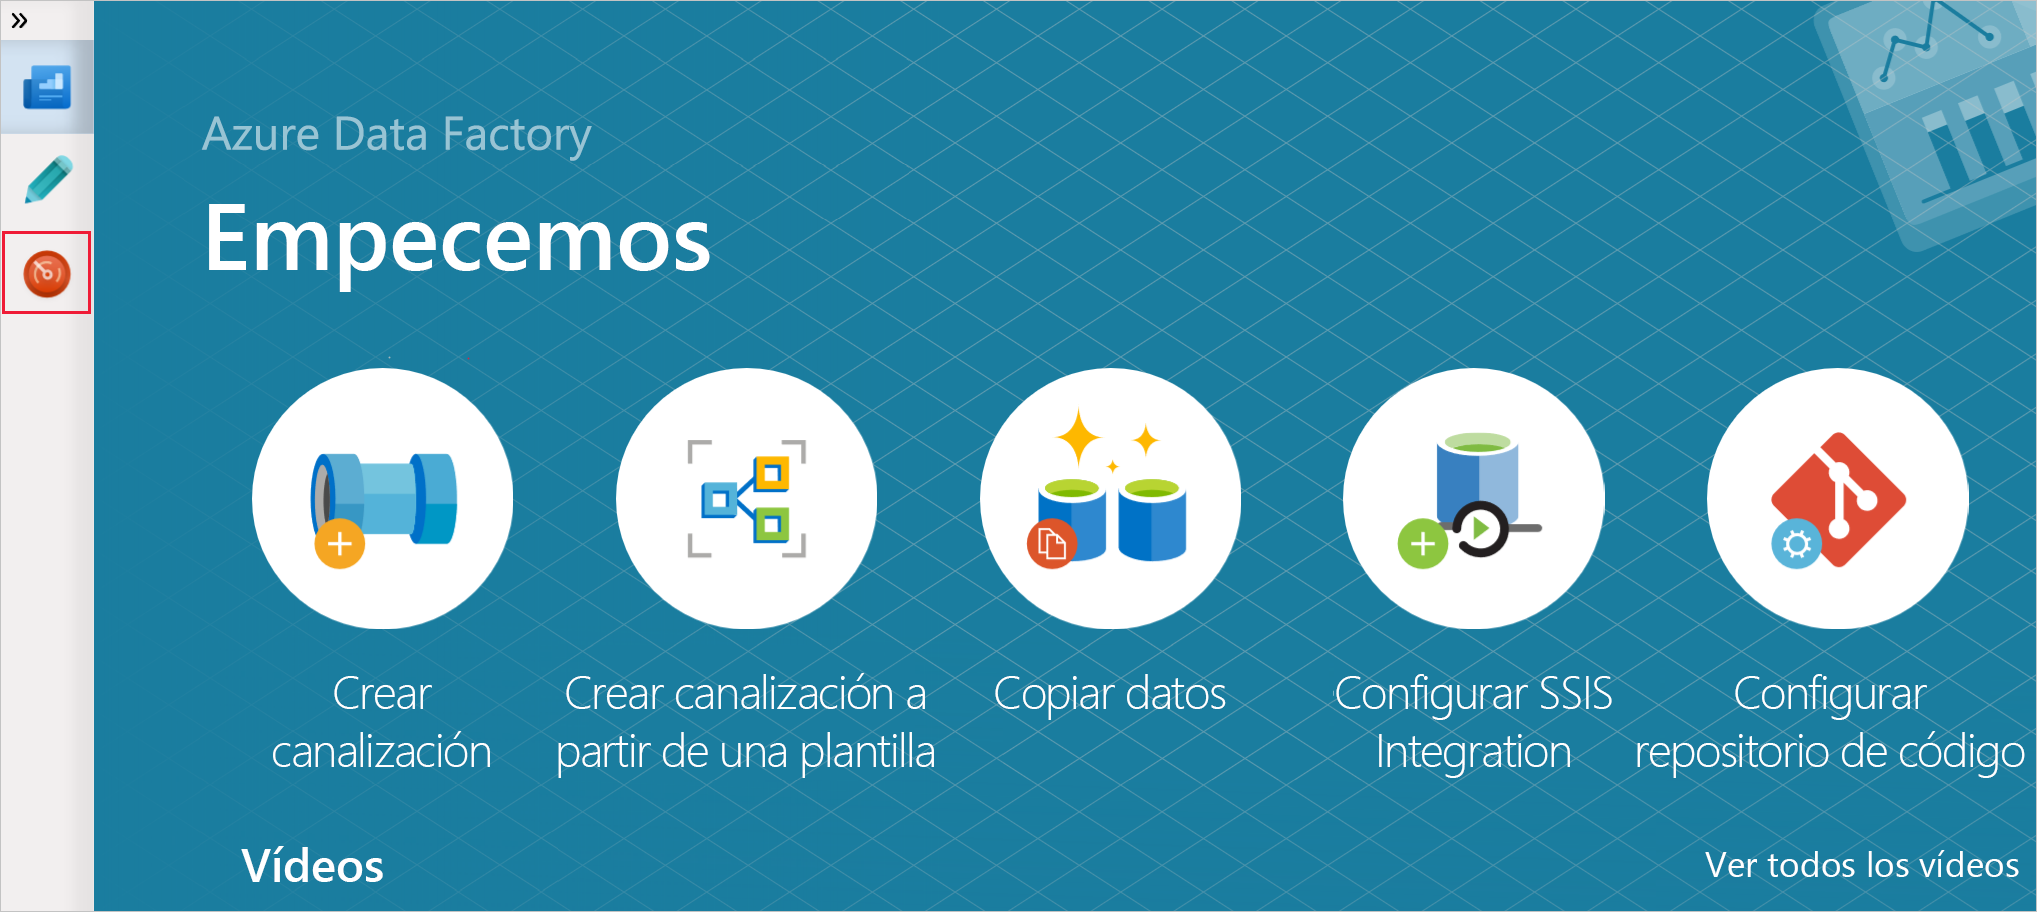 Azure Data Factory
Empecemos
Crear
canalización
Crear canalización a
partir de una plantilla
Copiar datos
Configurar SSIS
Integration
Configurar
repositorio de código
Vídeos
Ver todos los vídeos